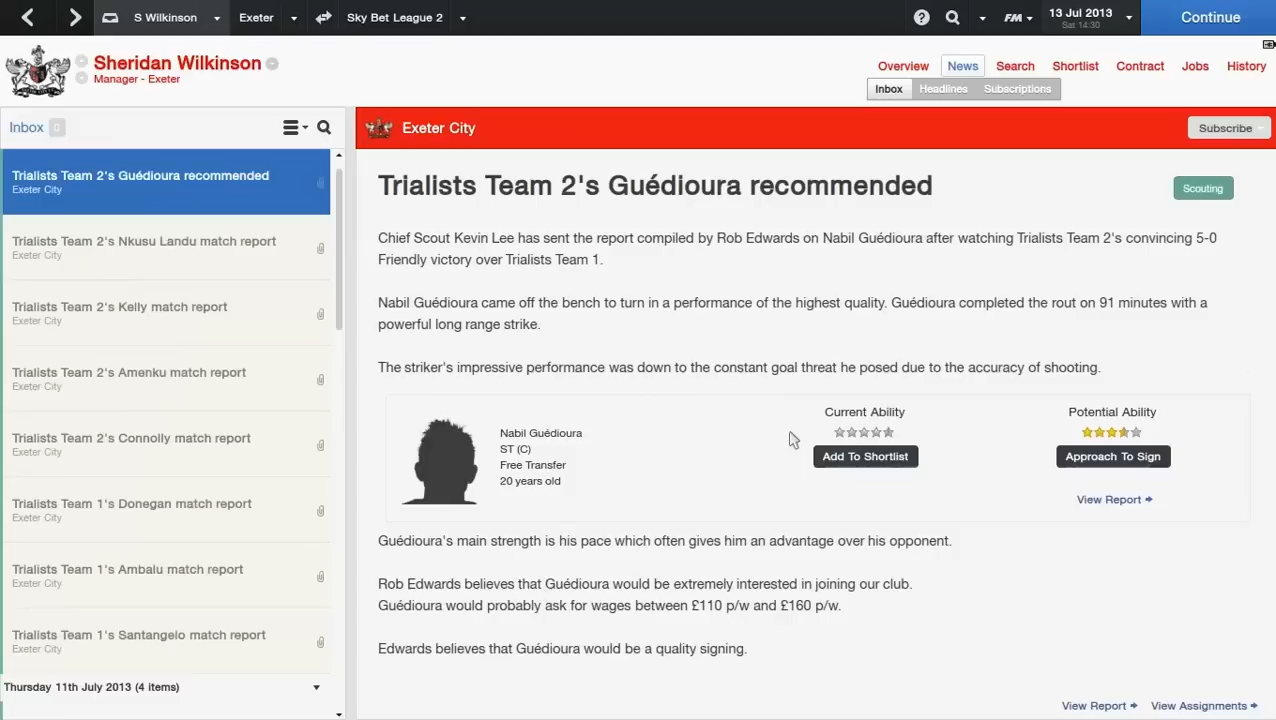 S Wilkinson
Exeter
Sky Bet League 2
FM
13 Jul 2013
Sat 14:30
Continue
Sheridan Wilkinson
Manager - Exeter
Overview
News
Search
Shortlist
Contract
Jobs
History
Inbox
Headlines
Subscriptions
Inbox 0
Exeter City
Subscribe
Trialists Team 2's Guédioura recommended
Exeter City
Trialists Team 2's Nkusu Landu match report
Exeter City
Trialists Team 2's Kelly match report
Exeter City
Trialists Team 2's Amenku match report
Exeter City
Trialists Team 2's Connolly match report
Exeter City
Trialists Team 1's Donegan match report
Exeter City
Trialists Team 1's Ambalu match report
Exeter City
Trialists Team 1's Santangelo match report
Exeter City
Thursday 11th July 2013 (4 items)
Trialists Team 2's Guédioura recommended
Scouting
Chief Scout Kevin Lee has sent the report compiled by Rob Edwards on Nabil Guédioura after watching Trialists Team 2's convincing 5-0
Friendly victory over Trialists Team 1.
Nabil Guédioura came off the bench to turn in a performance of the highest quality. Guédioura completed the rout on 91 minutes with a
powerful long range strike.
The striker's impressive performance was down to the constant goal threat he posed due to the accuracy of shooting.
Nabil Guédioura
ST (C)
Free Transfer
20 years old
Current Ability
Add To Shortlist
Potential Ability
Approach To Sign
View Report
Guédioura's main strength is his pace which often gives him an advantage over his opponent.
Rob Edwards believes that Guédioura would be extremely interested in joining our club.
Guédioura would probably ask for wages between £110 p/w and £160 p/w.
Edwards believes that Guédioura would be a quality signing.
View Report
View Assignments